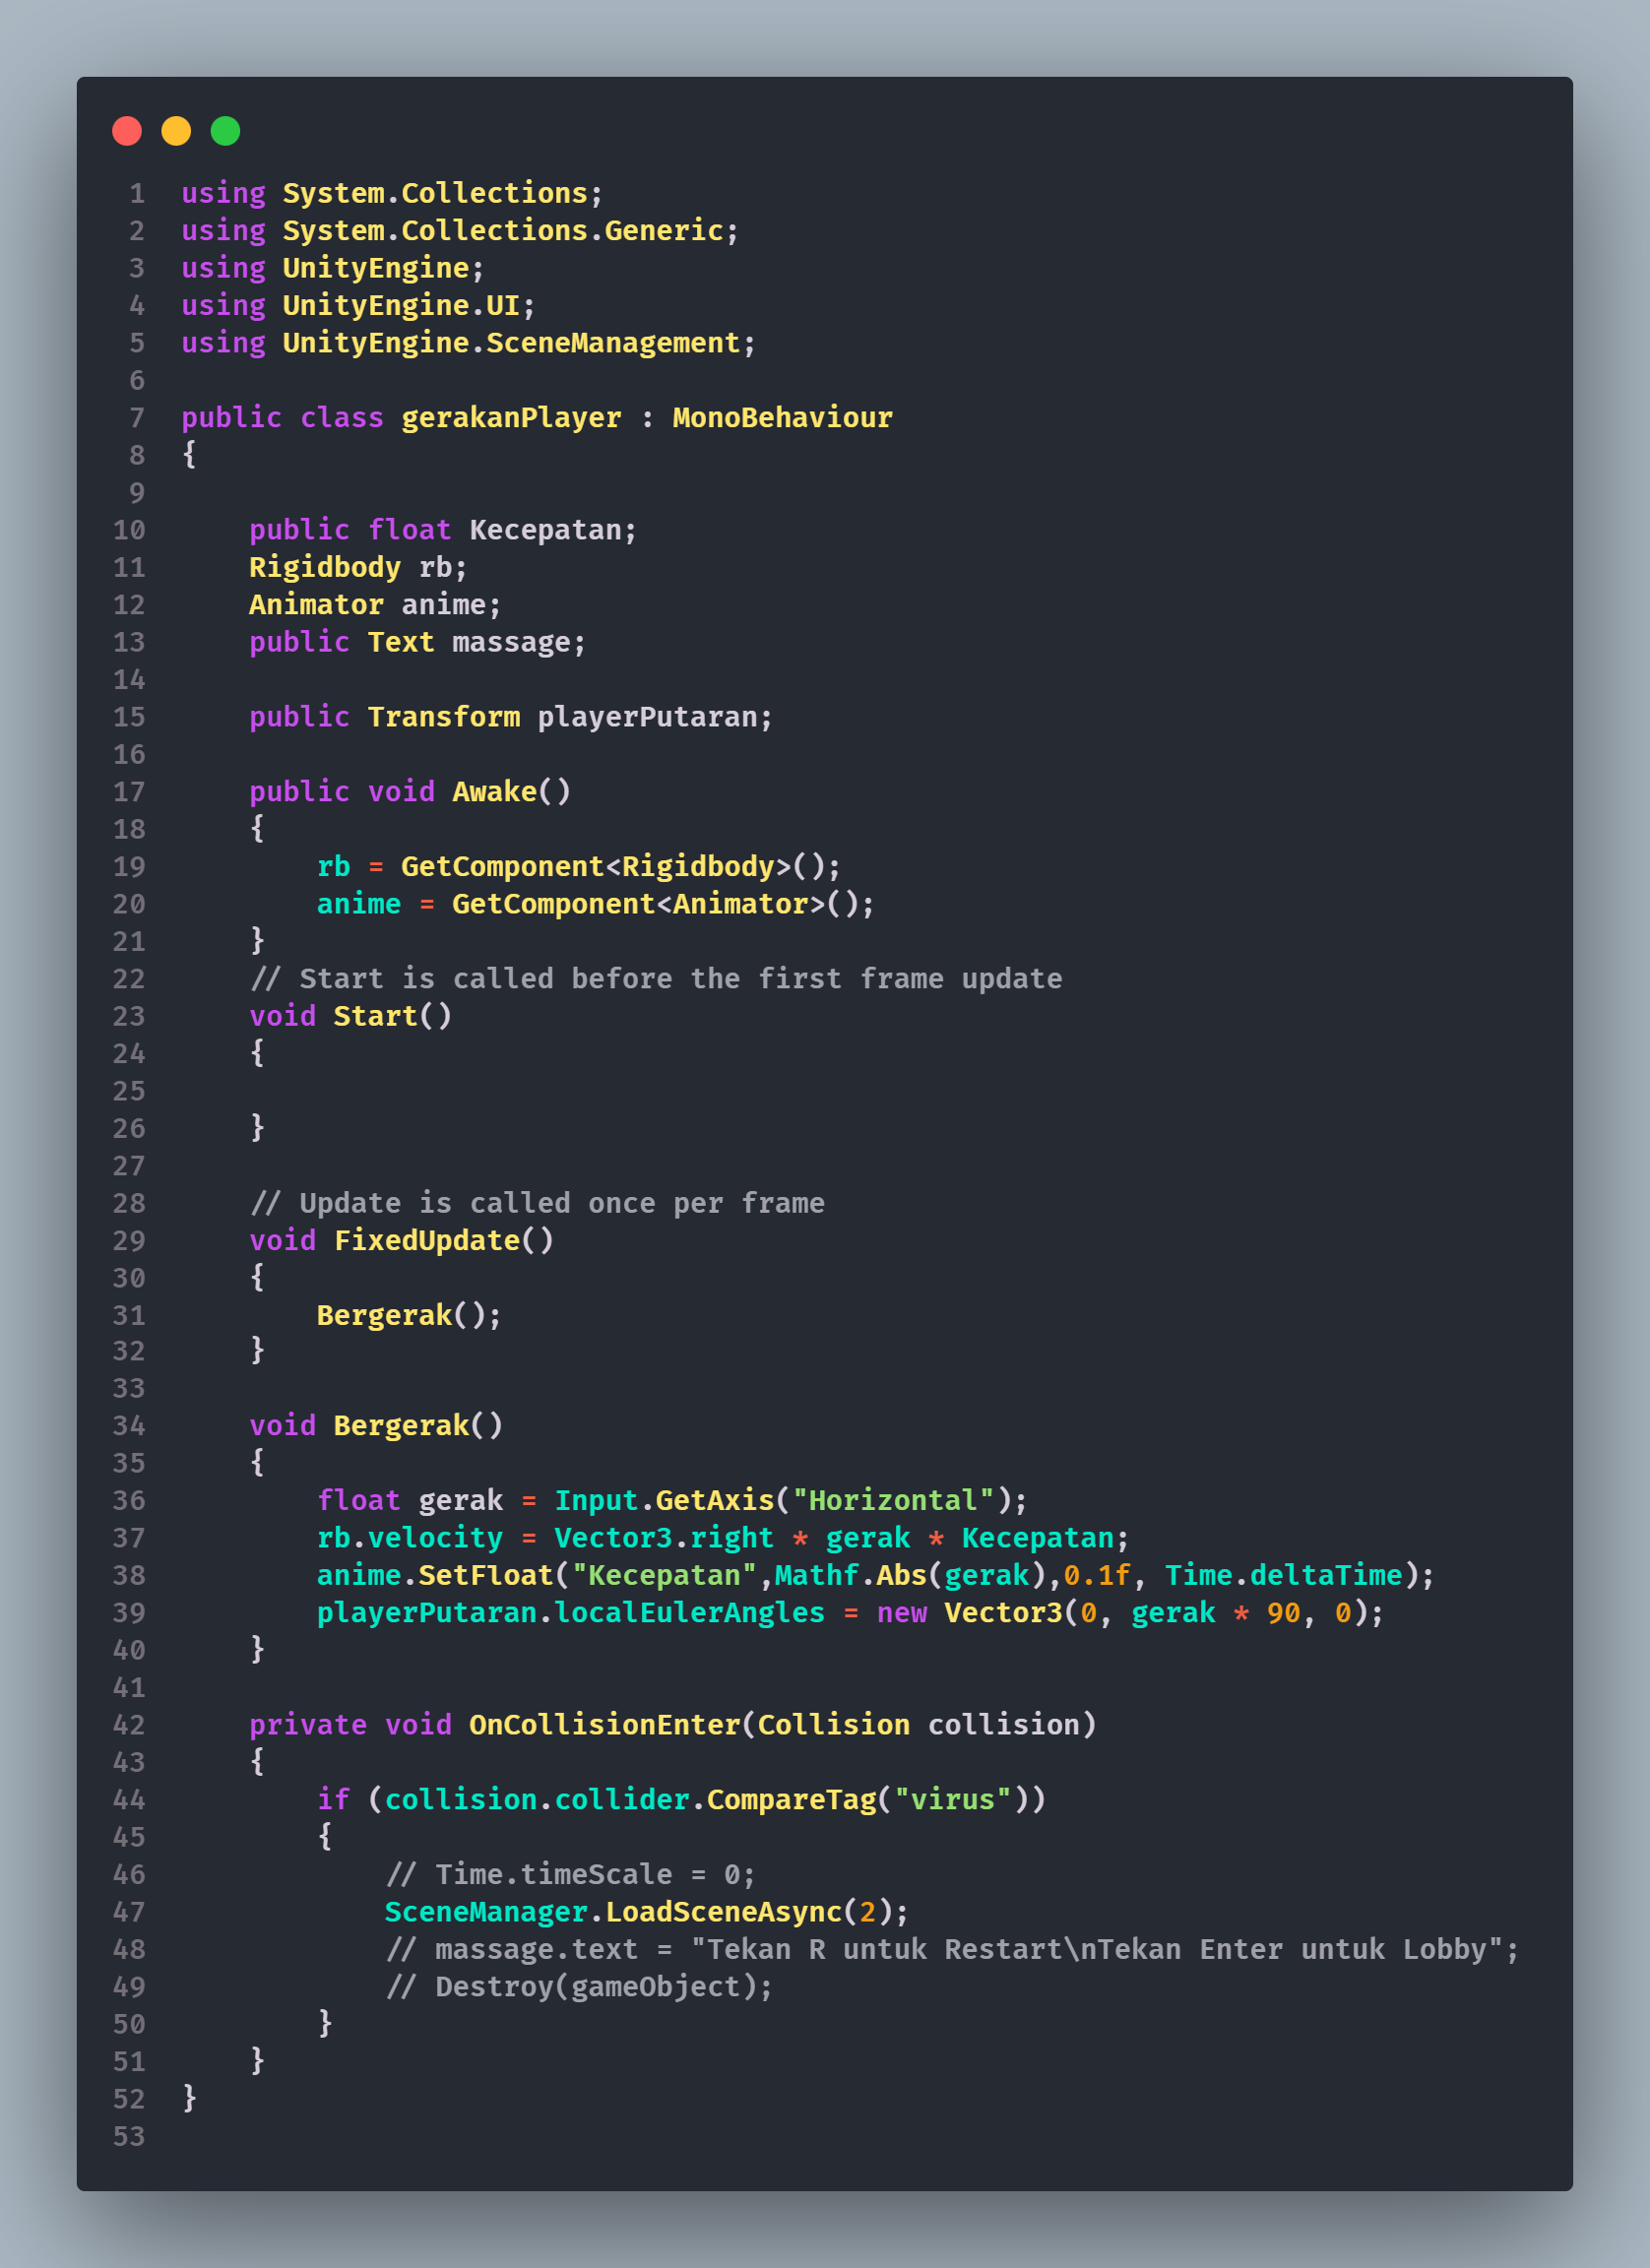 1 using System.Collections;
2 using System.Collections.Generic;
3 using UnityEngine;
4 using UnityEngine.UI;
5 using UnityEngine.SceneManagement;
6
7 public class gerakanPlayer : MonoBehaviour
8 {
9
10     public float Kecepatan;
11     Rigidbody rb;
12     Animator anime;
13     public Text massage;
14
15     public Transform playerPutaran;
16
17     public void Awake()
18     {
19         rb = GetComponent<Rigidbody>();
20         anime = GetComponent<Animator>();
21     }
22     // Start is called before the first frame update
23     void Start()
24     {
25
26     }
27
28     // Update is called once per frame
29     void FixedUpdate()
30     {
31         Bergerak();
32     }
33
34     void Bergerak()
35     {
36         float gerak = Input.GetAxis("Horizontal");
37         rb.velocity = Vector3.right * gerak * Kecepatan;
38         anime.SetFloat("Kecepatan",Mathf.Abs(gerak),0.1f, Time.deltaTime);
39         playerPutaran.localEulerAngles = new Vector3(0, gerak * 90, 0);
40     }
41
42     private void OnCollisionEnter(Collision collision)
43     {
44         if (collision.collider.CompareTag("virus"))
45         {
46             // Time.timeScale = 0;
47             SceneManager.LoadSceneAsync(2);
48             // massage.text = "Tekan R untuk Restart\nTekan Enter untuk Lobby";
49             // Destroy(gameObject);
50         }
51     }
52 }
53